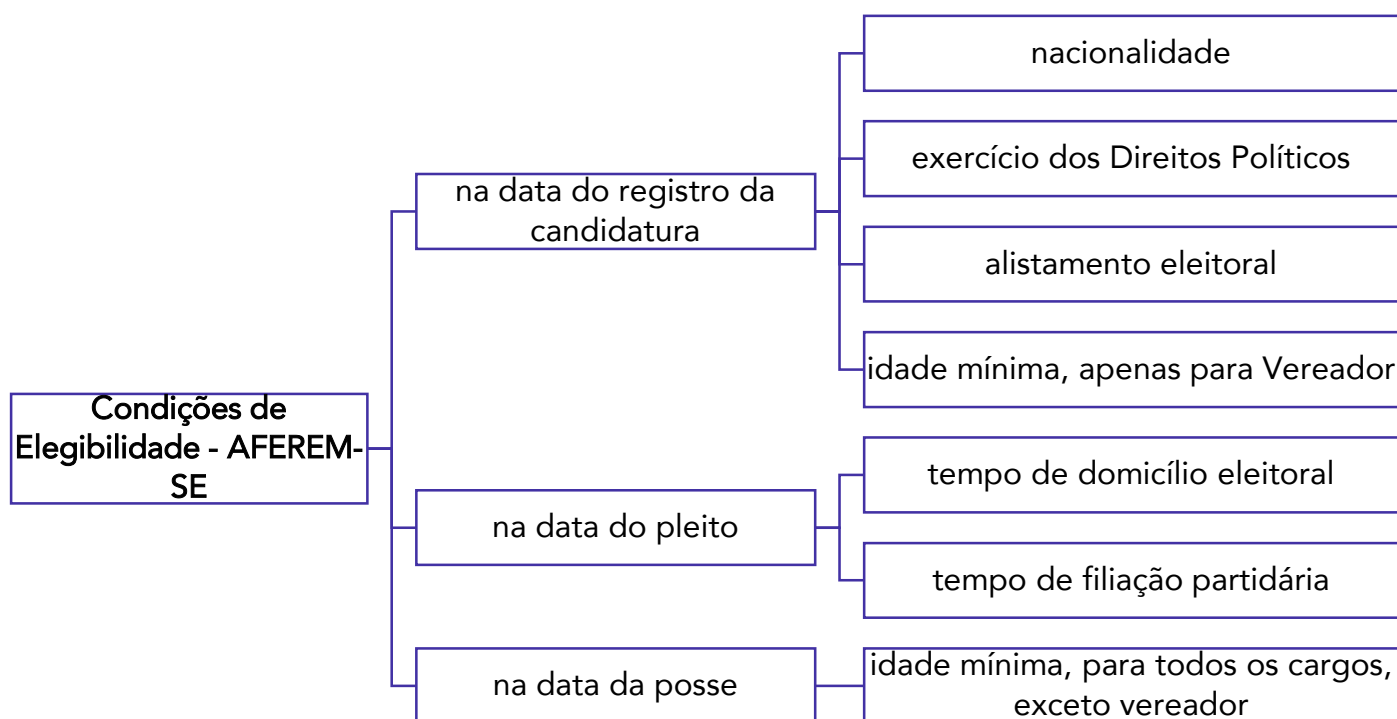 Condições de
Elegibilidade - AFEREM-
SE
na data do registro da
candidatura
nacionalidade
exercício dos Direitos Políticos
alistamento eleitoral
idade mínima, apenas para Vereador
na data do pleito
tempo de domicílio eleitoral
tempo de filiação partidária
na data da posse
idade mínima, para todos os cargos,
exceto vereador